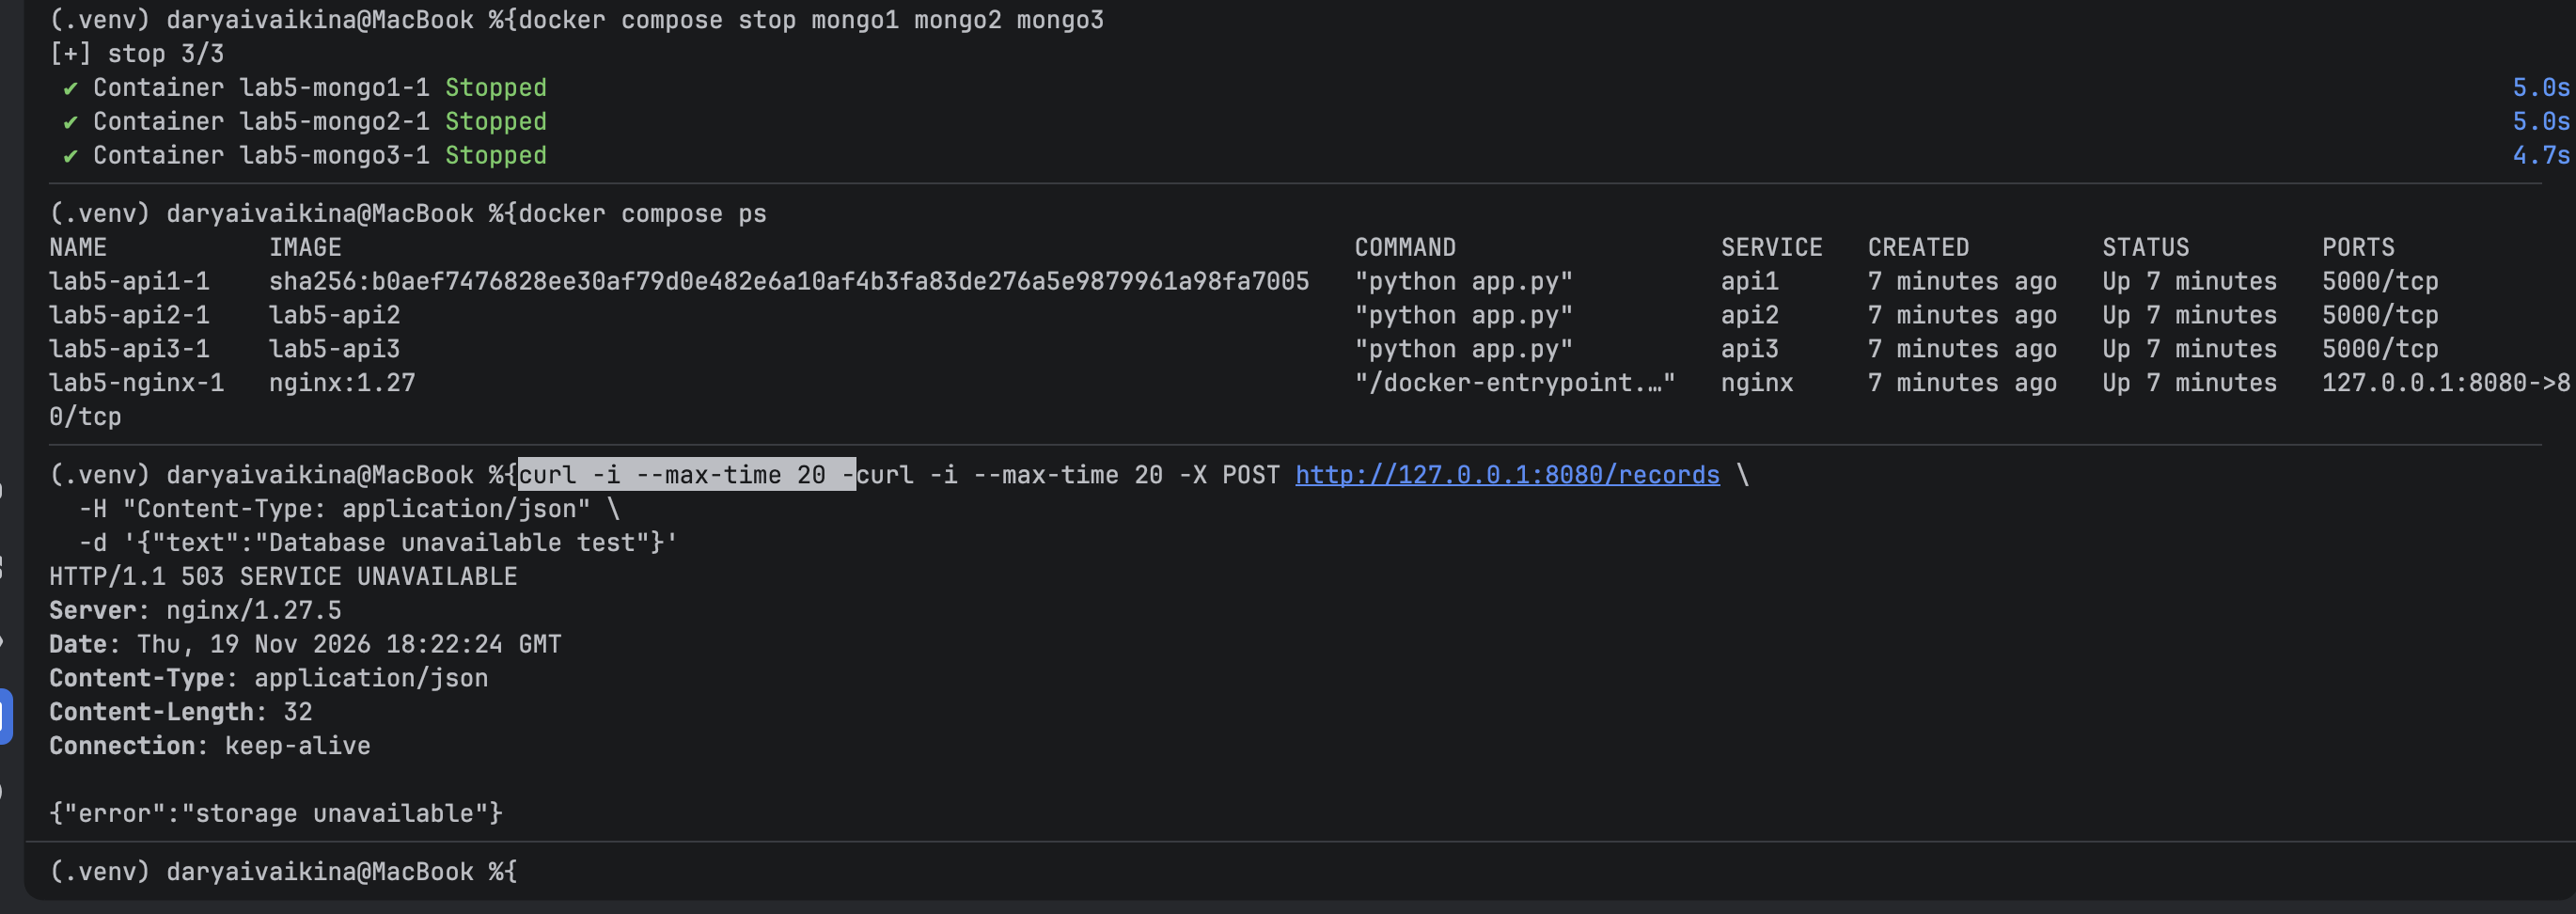 (.venv) daryaivaikina@MacBook %{docker compose stop mongo1 mongo2 mongo3
[+] stop 3/3
✔ Container lab5-mongo1-1 Stopped 5.0s
✔ Container lab5-mongo2-1 Stopped 5.0s
✔ Container lab5-mongo3-1 Stopped 4.7s
(.venv) daryaivaikina@MacBook %{docker compose ps
NAME IMAGE COMMAND SERVICE CREATED STATUS PORTS
lab5-api1-1 sha256:b0aef7476828ee30af79d0e482e6a10af4b3fa83de276a5e9879961a98fa7005 "python app.py" api1 7 minutes ago Up 7 minutes 5000/tcp
lab5-api2-1 lab5-api2 "python app.py" api2 7 minutes ago Up 7 minutes 5000/tcp
lab5-api3-1 lab5-api3 "python app.py" api3 7 minutes ago Up 7 minutes 5000/tcp
lab5-nginx-1 nginx:1.27 "/docker-entrypoint.…" nginx 7 minutes ago Up 7 minutes 127.0.0.1:8080->8
0/tcp
(.venv) daryaivaikina@MacBook %{curl -i --max-time 20 -curl -i --max-time 20 -X POST http://127.0.0.1:8080/records \
-H "Content-Type: application/json" \
-d '{"text":"Database unavailable test"}'
HTTP/1.1 503 SERVICE UNAVAILABLE
Server: nginx/1.27.5
Date: Thu, 19 Nov 2026 18:22:24 GMT
Content-Type: application/json
Content-Length: 32
Connection: keep-alive
{"error":"storage unavailable"}
(.venv) daryaivaikina@MacBook %{